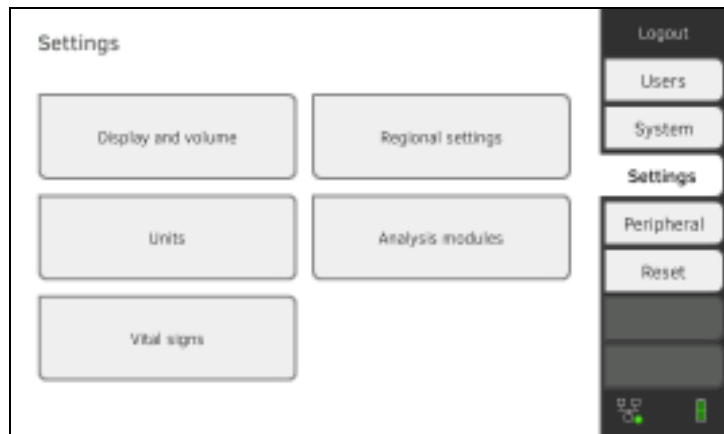 Settings
Display and volume
Regional settings
Units
Analysis modules
Vital signs
Logout
Users
System
Settings
Peripheral
Reset